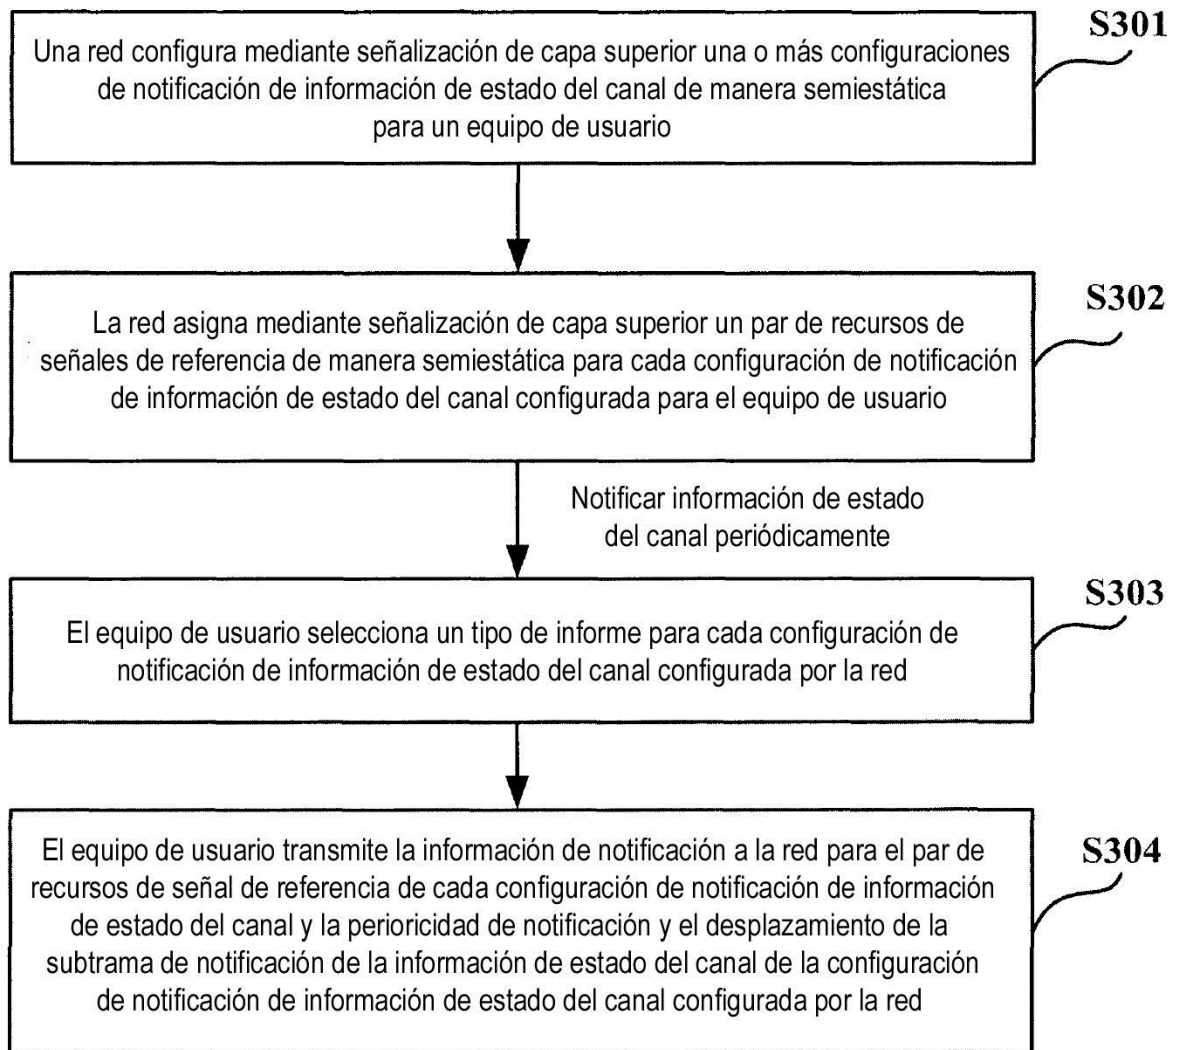 S301
Una red configura mediante señalización de capa superior una o más configuraciones
de notificación de información de estado del canal de manera semiestática
para un equipo de usuario
S302
La red asigna mediante señalización de capa superior un par de recursos de
señales de referencia de manera semiestática para cada configuración de notificación
de información de estado del canal configurada para el equipo de usuario
Notificar información de estado
del canal periódicamente
S303
El equipo de usuario selecciona un tipo de informe para cada configuración de
notificación de información de estado del canal configurada por la red
S304
El equipo de usuario transmite la información de notificación a la red para el par de
recursos de señal de referencia de cada configuración de notificación de información
de estado del canal y la perioricidad de notificación y el desplazamiento de la
subtrama de notificación de la información de estado del canal de la configuración
de notificación de información de estado del canal configurada por la red